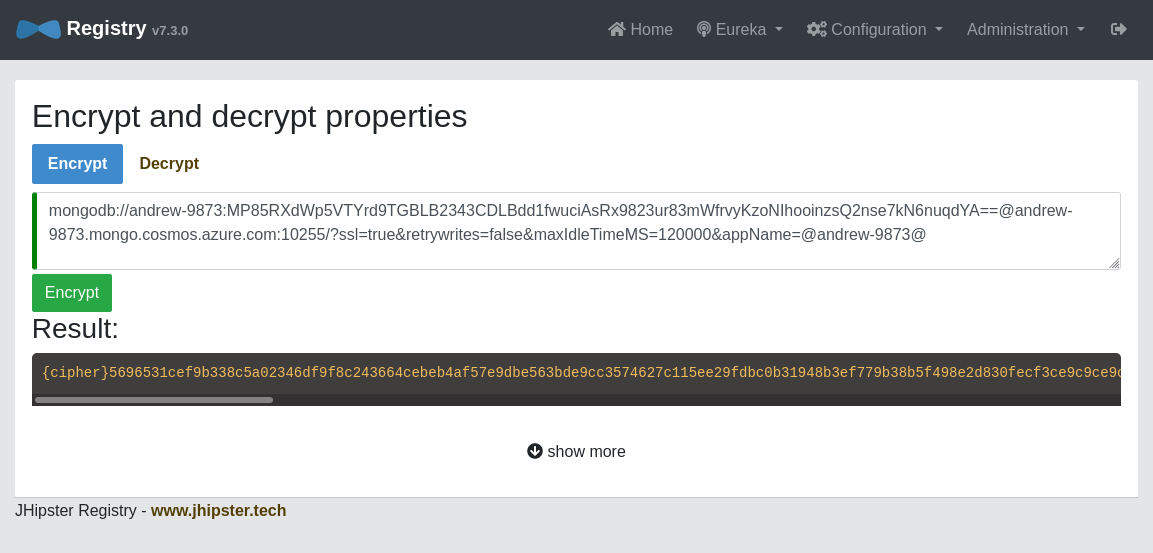 Registry v7.3.0 Home Eureka Configuration Administration
Encrypt and decrypt properties
Encrypt Decrypt
mongodb://andrew-9873:MP85RXdWp5VTYrd9TGBLB2343CDLBdd1fwuciAsRx9823ur83mWfrvyKzoNIhooinzsQ2nse7kN6nuqdYA==@andrew-
9873.mongo.cosmos.azure.com:10255/?ssl=true&retrywrites=false&maxIdleTimeMS=120000&appName=@andrew-9873@
Encrypt
Result:
{cipher}5696531cef9b338c5a02346df9f8c243664cebeb4af57e9dbe563bde9cc3574627c115ee29fdbc0b31948b3ef779b38b5f498e2d830fecf3ce9c9ce9c
show more
JHipster Registry - www.jhipster.tech